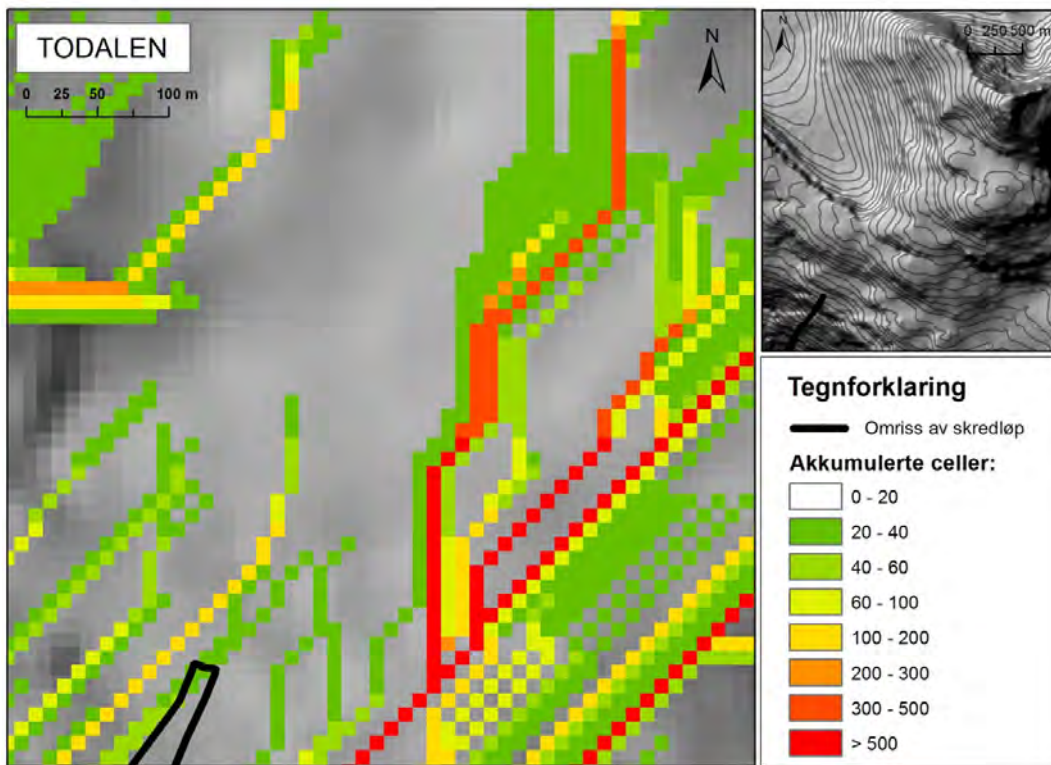 TODALEN
0 25 50 100 m
N
N
0 250 500 m
Tegnforklaring
Omriss av skredløp
Akkumulerte celler:
0 - 20
20 - 40
40 - 60
60 - 100
100 - 200
200 - 300
300 - 500
> 500